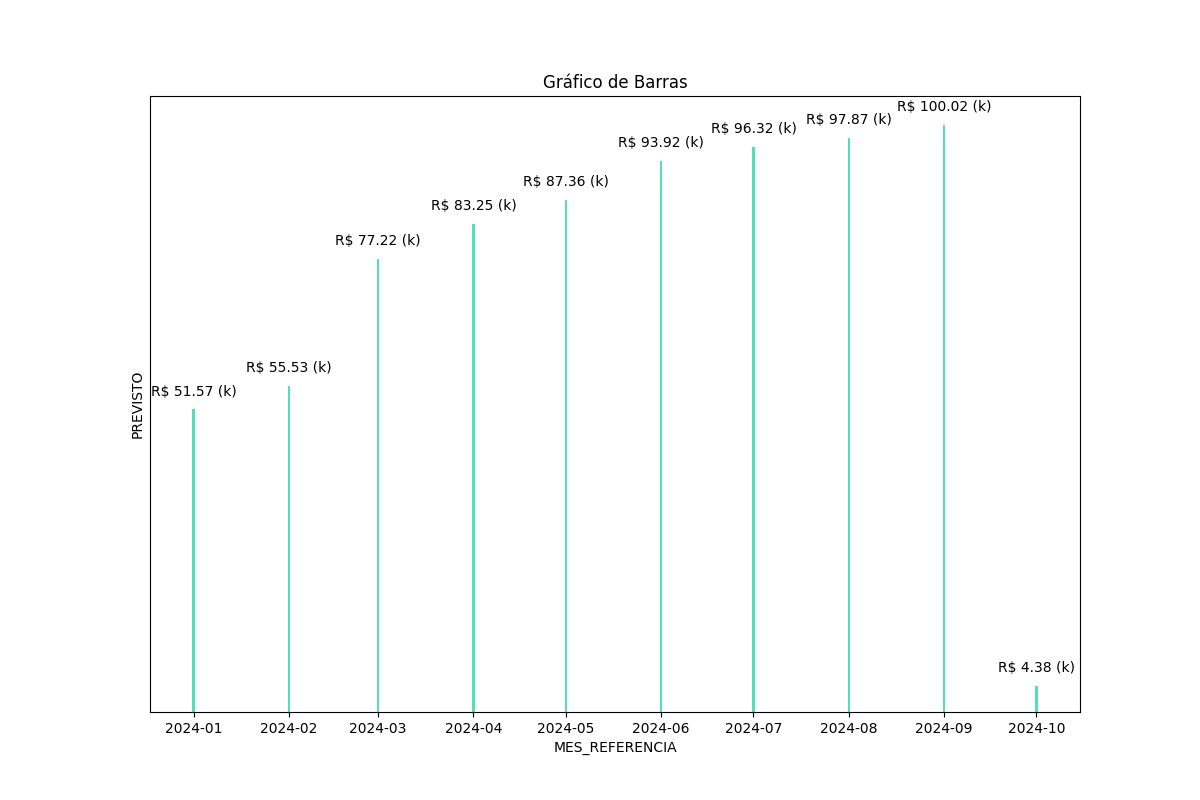 Gráfico de Barras
R$ 100.02 (k)
R$ 97.87 (k)
R$ 96.32 (k)
R$ 93.92 (k)
R$ 87.36 (k)
R$ 83.25 (k)
R$ 77.22 (k)
R$ 55.53 (k)
R$ 51.57 (k)
R$ 4.38 (k)
PREVISTO
2024-01 2024-02 2024-03 2024-04 2024-05 2024-06 2024-07 2024-08 2024-09 2024-10
MES_REFERENCIA